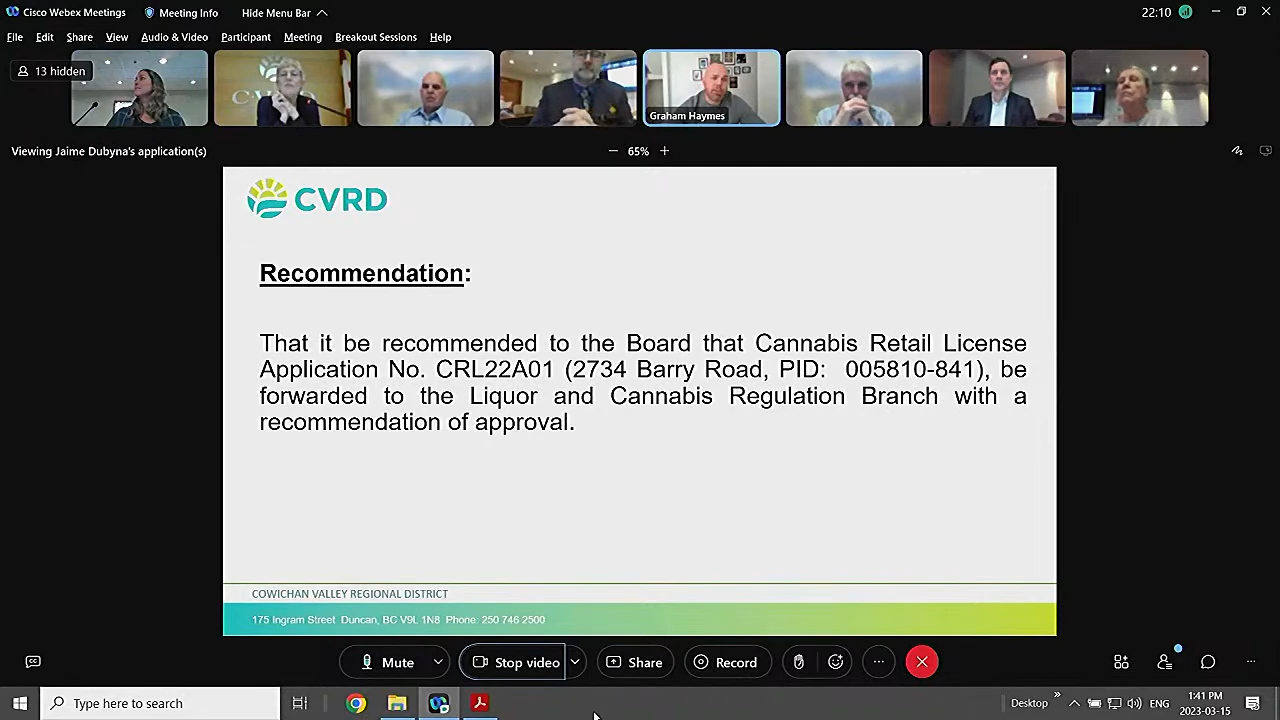 Cisco Webex Meetings Meeting Info Hide Menu Bar 22:10
File Edit Share View Audio & Video Participant Meeting Breakout Sessions Help
13 hidden
Graham Haymes
Viewing Jaime Dubyna's application(s) 65%
CVRD
Recommendation:
That it be recommended to the Board that Cannabis Retail License
Application No. CRL22A01 (2734 Barry Road, PID: 005810-841), be
forwarded to the Liquor and Cannabis Regulation Branch with a
recommendation of approval.
COWICHAN VALLEY REGIONAL DISTRICT
175 Ingram Street Duncan, BC V9L 1N8 Phone: 250 746 2500
Mute Stop video Share Record
Type here to search Desktop ENG 1:41 PM
2023-03-15